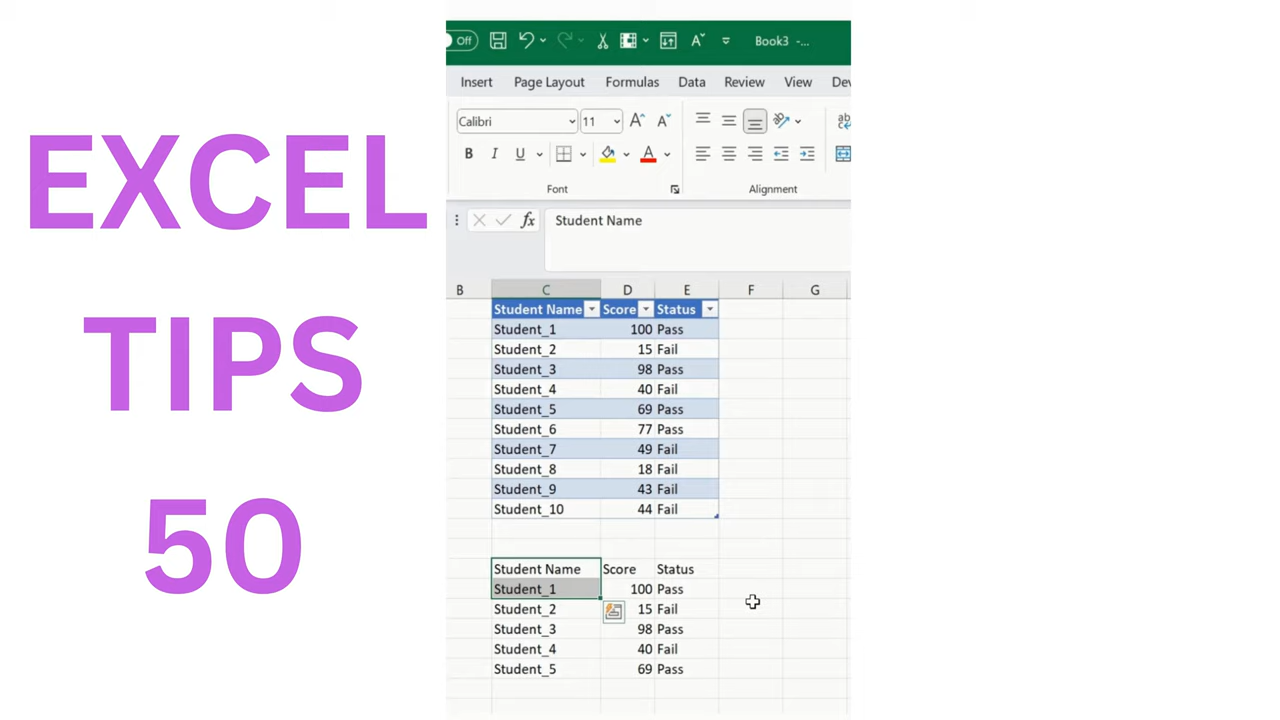 EXCEL
TIPS
50
Off
Book3 -...
Insert Page Layout Formulas Data Review View Dev
Calibri 11
B I U A ab
Font Alignment
fx Student Name
B C D E F G
Student Name Score Status
Student_1 100 Pass
Student_2 15 Fail
Student_3 98 Pass
Student_4 40 Fail
Student_5 69 Pass
Student_6 77 Pass
Student_7 49 Fail
Student_8 18 Fail
Student_9 43 Fail
Student_10 44 Fail
Student Name Score Status
Student_1 100 Pass
Student_2 15 Fail
Student_3 98 Pass
Student_4 40 Fail
Student_5 69 Pass